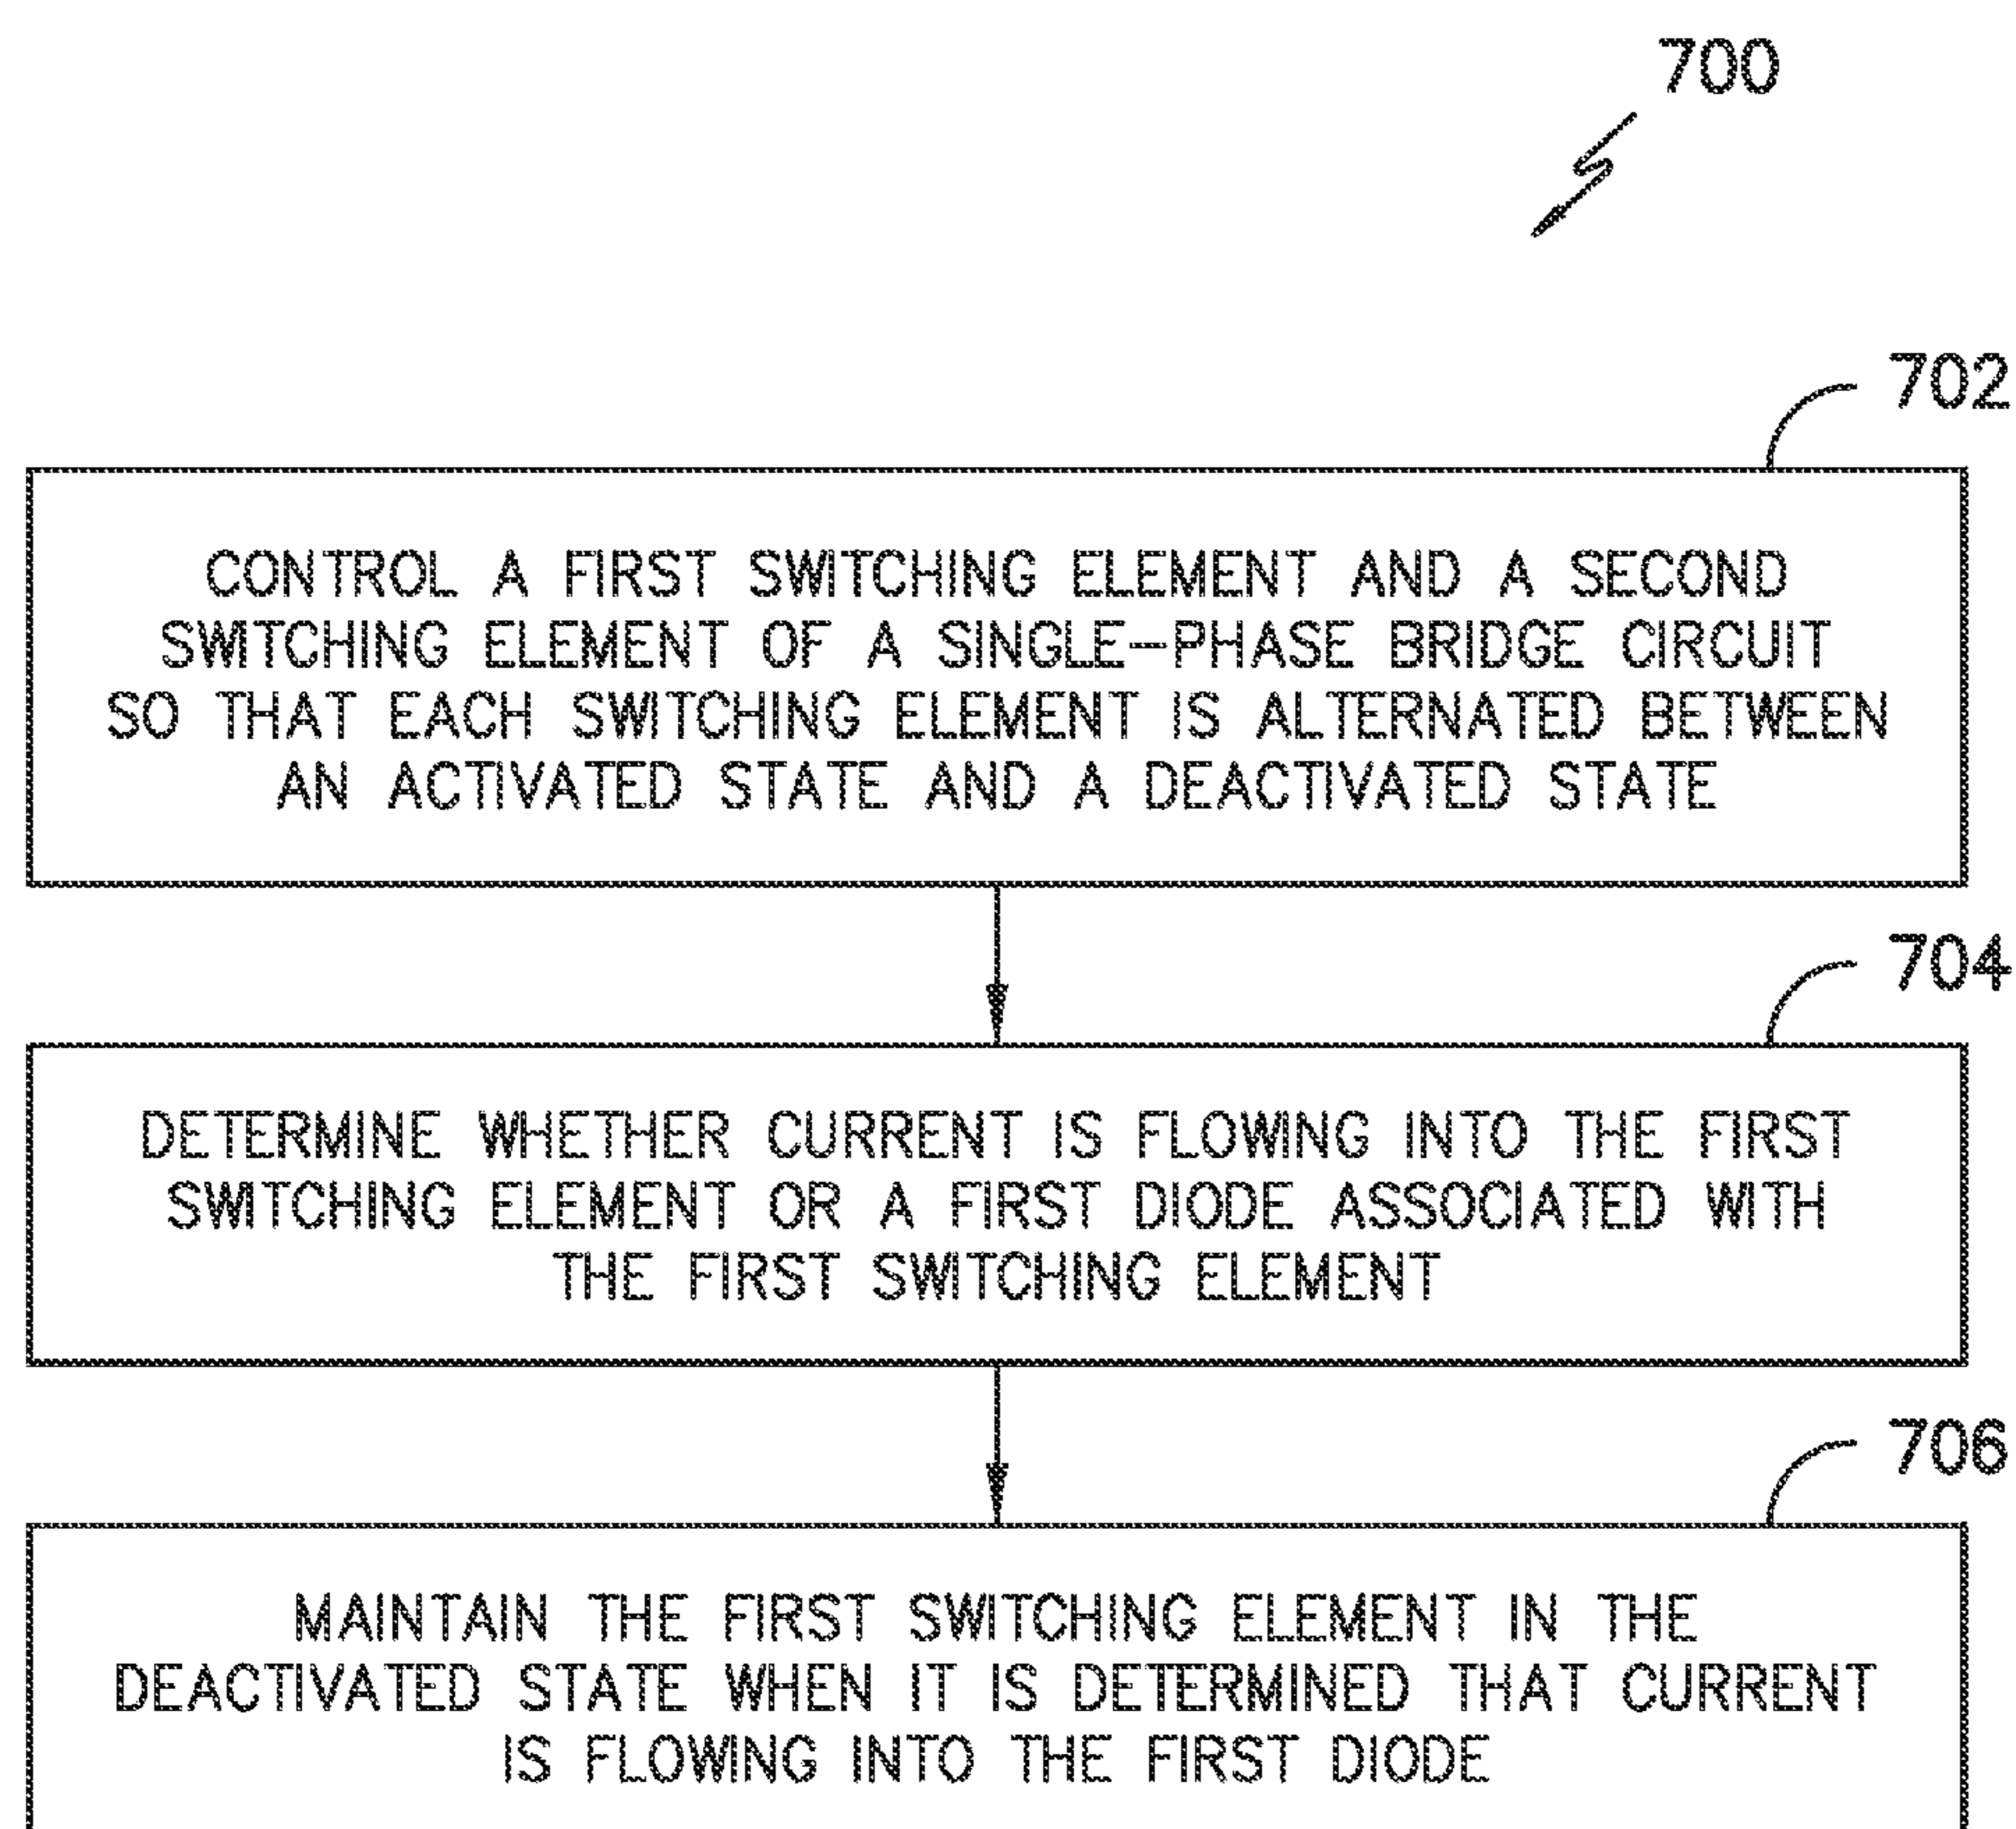 700
702
CONTROL A FIRST SWITCHING ELEMENT AND A SECOND
SWITCHING ELEMENT OF A SINGLE-PHASE BRIDGE CIRCUIT
SO THAT EACH SWITCHING ELEMENT IS ALTERNATED BETWEEN
AN ACTIVATED STATE AND A DEACTIVATED STATE
704
DETERMINE WHETHER CURRENT IS FLOWING INTO THE FIRST
SWITCHING ELEMENT OR A FIRST DIODE ASSOCIATED WITH
THE FIRST SWITCHING ELEMENT
706
MAINTAIN THE FIRST SWITCHING ELEMENT IN THE
DEACTIVATED STATE WHEN IT IS DETERMINED THAT CURRENT
IS FLOWING INTO THE FIRST DIODE